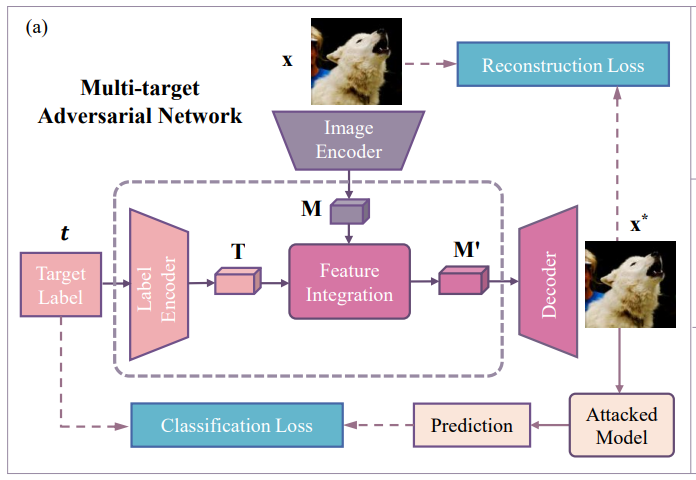 (a)
x
Reconstruction Loss
Multi-target
Adversarial Network
Image
Encoder
M
x*
t
T
M'
Target
Label
Label
Encoder
Feature
Integration
Decoder
Classification Loss
Prediction
Attacked
Model